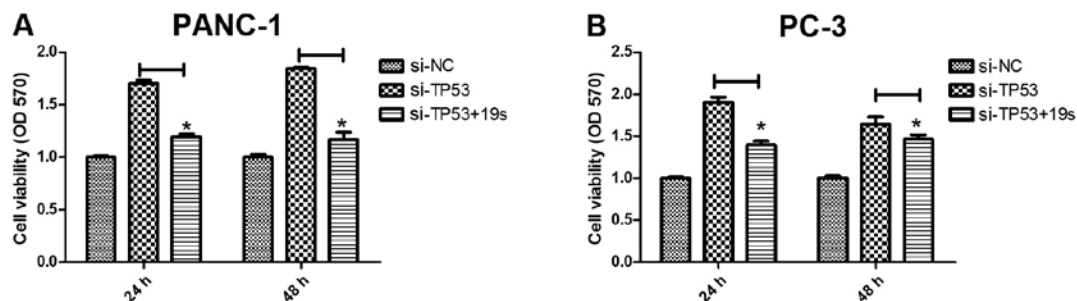 A PANC-1
2.0
1.5
1.0
0.5
0.0
Cell viability (OD 570)
* *
24 h 48 h
si-NC
si-TP53
si-TP53+19s
B PC-3
2.5
2.0
1.5
1.0
0.5
0.0
Cell viability (OD 570)
* *
24 h 48 h
si-NC
si-TP53
si-TP53+19s